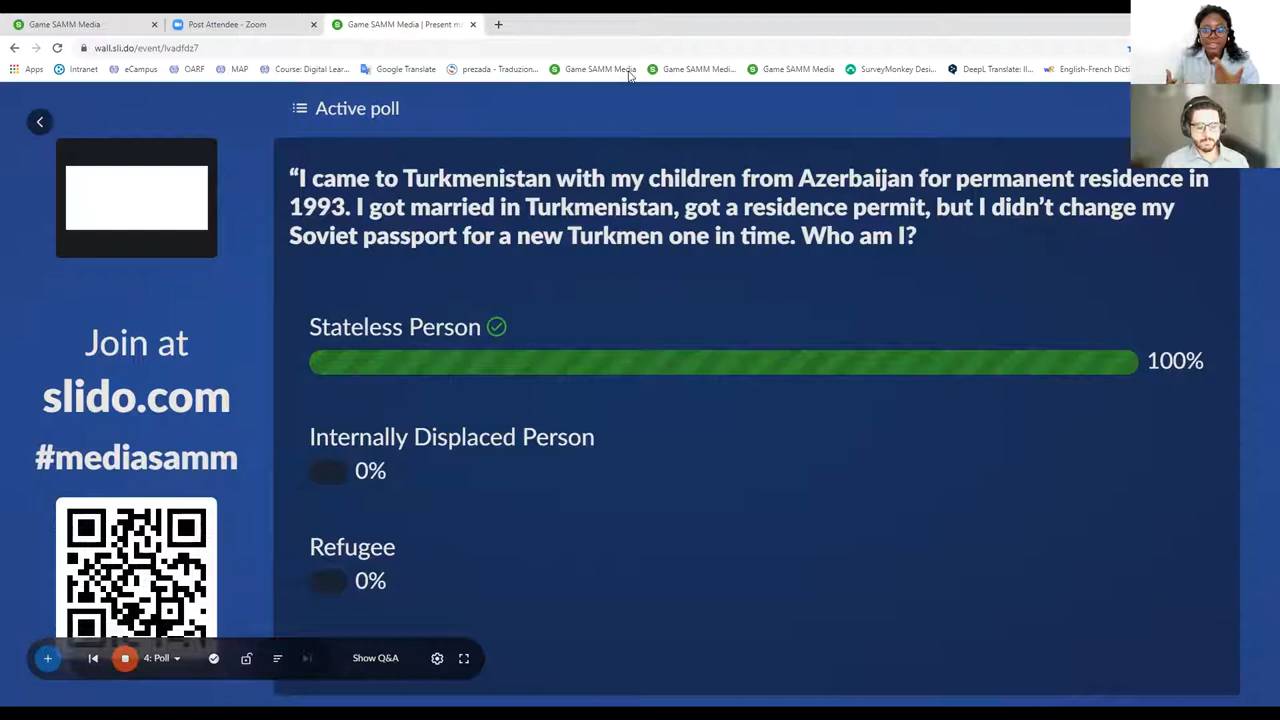 Game SAMM Media
Post Attendee - Zoom
Game SAMM Media | Present m
wall.sli.do/event/lvadfdz7
Apps
Intranet
eCampus
OARF
MAP
Course: Digital Lear...
Google Translate
prezada - Traduzion...
Game SAMM Media
Game SAMM Medi...
Game SAMM Media
SurveyMonkey Desi...
DeepL Translate: Il...
English-French Dicti
Active poll
“I came to Turkmenistan with my children from Azerbaijan for permanent residence in
1993. I got married in Turkmenistan, got a residence permit, but I didn’t change my
Soviet passport for a new Turkmen one in time. Who am I?
Stateless Person
100%
Internally Displaced Person
0%
Refugee
0%
Join at
slido.com
#mediasamm
4: Poll
Show Q&A